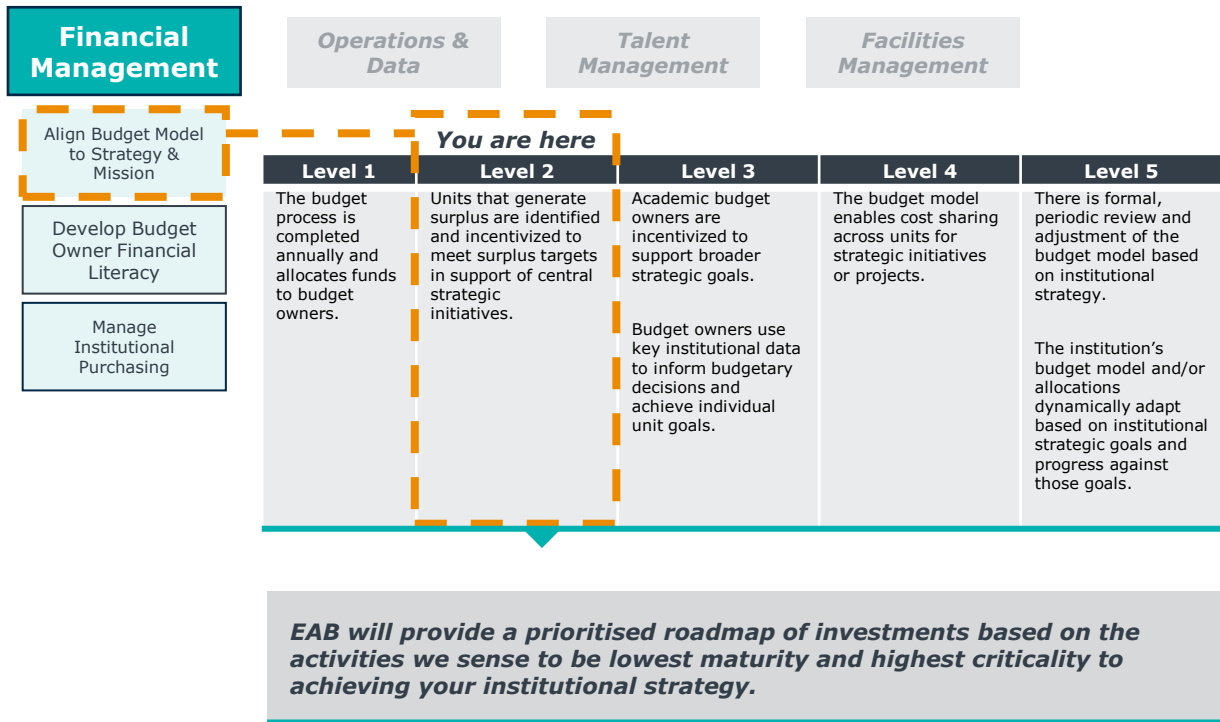 Financial
Management
Operations &
Data
Talent
Management
Facilities
Management
Align Budget Model
to Strategy &
Mission
Develop Budget
Owner Financial
Literacy
Manage
Institutional
Purchasing
You are here
Level 1
The budget
process is
completed
annually and
allocates funds
to budget
owners.
Level 2
Units that generate
surplus are identified
and incentivized to
meet surplus targets
in support of central
strategic
initiatives.
Level 3
Academic budget
owners are
incentivized to
support broader
strategic goals.
Budget owners use
key institutional data
to inform budgetary
decisions and
achieve individual
unit goals.
Level 4
The budget model
enables cost sharing
across units for
strategic initiatives
or projects.
Level 5
There is formal,
periodic review and
adjustment of the
budget model based
on institutional
strategy.
The institution’s
budget model and/or
allocations
dynamically adapt
based on institutional
strategic goals and
progress against
those goals.
EAB will provide a prioritised roadmap of investments based on the
activities we sense to be lowest maturity and highest criticality to
achieving your institutional strategy.